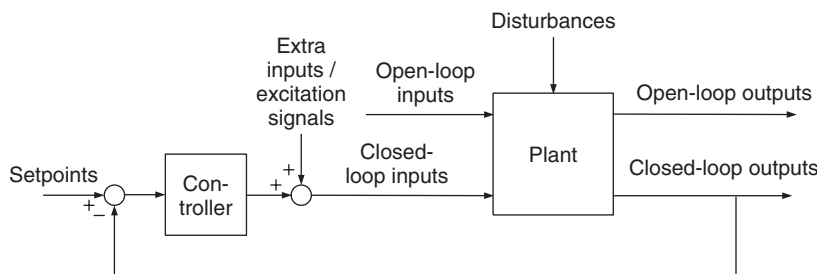 Disturbances
Extra
inputs /
excitation
signals
Open-loop
inputs
Open-loop outputs
Plant
Setpoints
Con-
troller
Closed-
loop inputs
Closed-loop outputs
+
+
+
−